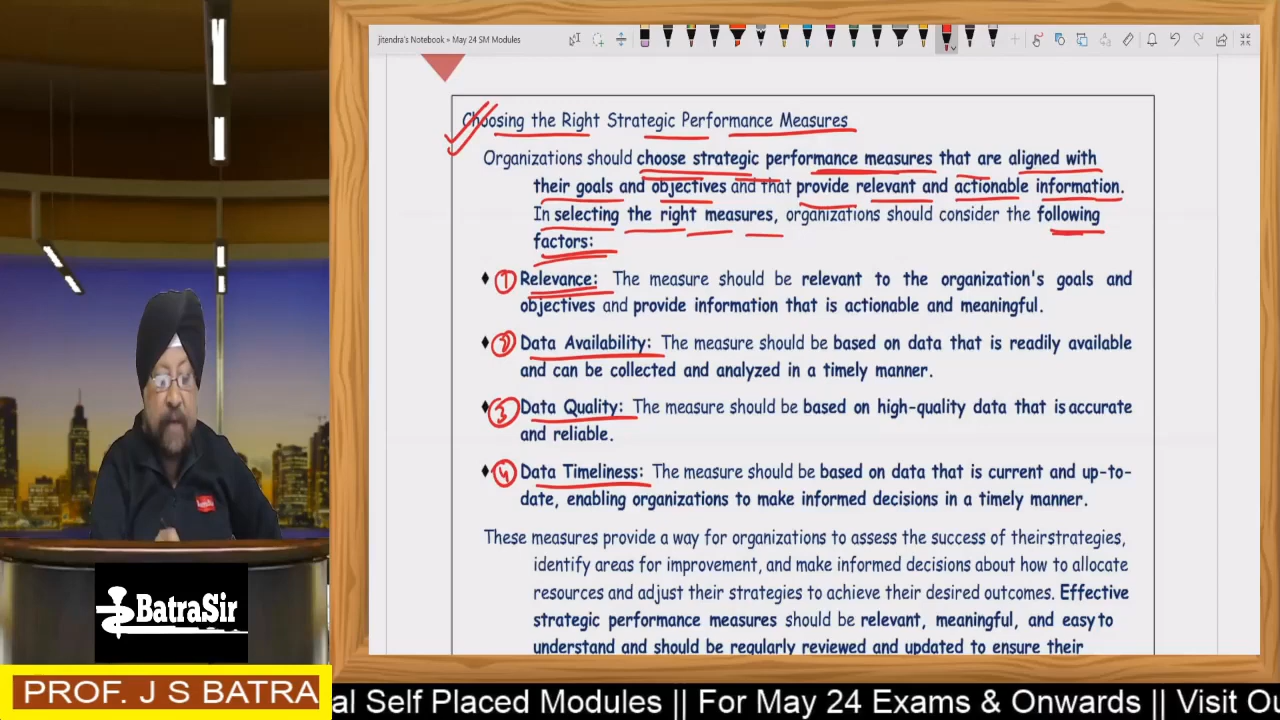 jitendra's Notebook » May 24 SM Modules
Choosing the Right Strategic Performance Measures
Organizations should choose strategic performance measures that are aligned with
their goals and objectives and that provide relevant and actionable information.
In selecting the right measures, organizations should consider the following
factors:
♦ 1 Relevance: The measure should be relevant to the organization's goals and
objectives and provide information that is actionable and meaningful.
♦ 2 Data Availability: The measure should be based on data that is readily available
and can be collected and analyzed in a timely manner.
♦ 3 Data Quality: The measure should be based on high-quality data that is accurate
and reliable.
♦ 4 Data Timeliness: The measure should be based on data that is current and up-to-
date, enabling organizations to make informed decisions in a timely manner.
These measures provide a way for organizations to assess the success of theirstrategies,
identify areas for improvement, and make informed decisions about how to allocate
resources and adjust their strategies to achieve their desired outcomes. Effective
strategic performance measures should be relevant, meaningful, and easy to
understand and should be regularly reviewed and updated to ensure their
BatraSir
PROF. J S BATRA
al Self Placed Modules || For May 24 Exams & Onwards || Visit Ou